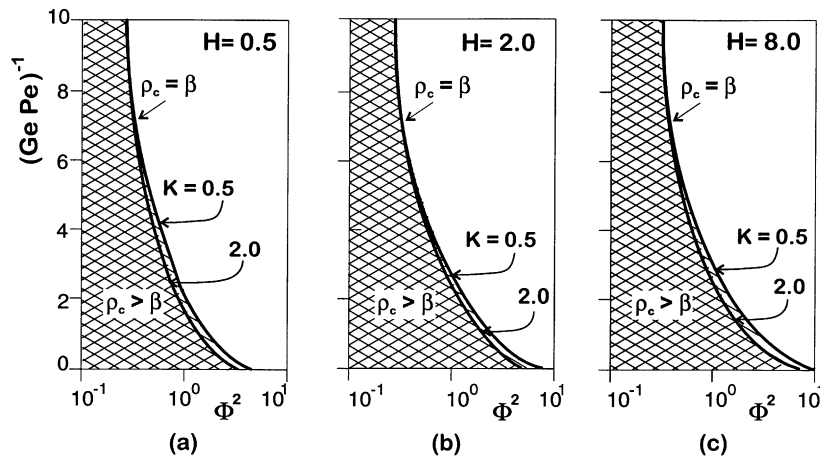 (Ge Pe)⁻¹
10
8
6
4
2
0
H= 0.5
ρc = β
K = 0.5
2.0
ρc > β
10⁻¹
10⁰
Φ²
10¹
(a)
H= 2.0
ρc = β
K = 0.5
2.0
ρc > β
10⁻¹
10⁰
Φ²
10¹
(b)
H= 8.0
ρc = β
K = 0.5
2.0
ρc > β
10⁻¹
10⁰
Φ²
10¹
(c)